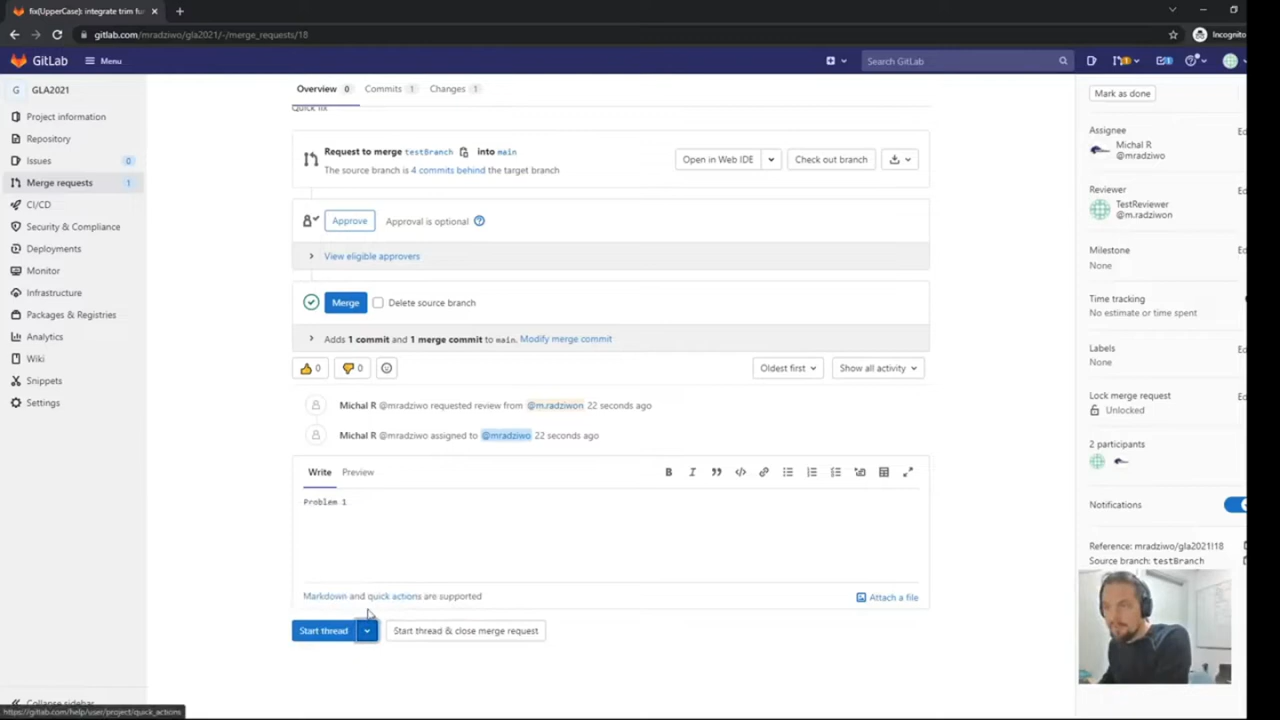 fix(UpperCase): integrate trim fu
gitlab.com/mradziwo/gla2021/-/merge_requests/18
Incognito
GitLab
Menu
Search GitLab
G
GLA2021
Project information
Repository
Issues
0
Merge requests
1
CI/CD
Security & Compliance
Deployments
Monitor
Infrastructure
Packages & Registries
Analytics
Wiki
Snippets
Settings
Collapse sidebar
https://gitlab.com/help/user/project/quick_actions
Overview 0
Commits 1
Changes 1
Quick fix
Request to merge testBranch into main
The source branch is 4 commits behind the target branch
Open in Web IDE
Check out branch
Approve
Approval is optional
View eligible approvers
Merge
Delete source branch
Adds 1 commit and 1 merge commit to main. Modify merge commit
0
0
Oldest first
Show all activity
Michal R @mradziwo requested review from @m.radziwon 22 seconds ago
Michal R @mradziwo assigned to @mradziwo 22 seconds ago
Write
Preview
B I
Problem 1
Markdown and quick actions are supported
Attach a file
Start thread
Start thread & close merge request
Mark as done
Assignee
Ed
Michal R
@mradziwo
Reviewer
Ed
TestReviewer
@m.radziwon
Milestone
Ed
None
Time tracking
No estimate or time spent
Labels
Ed
None
Lock merge request
Ed
Unlocked
2 participants
Notifications
Reference: mradziwo/gla2021!18
Source branch: testBranch